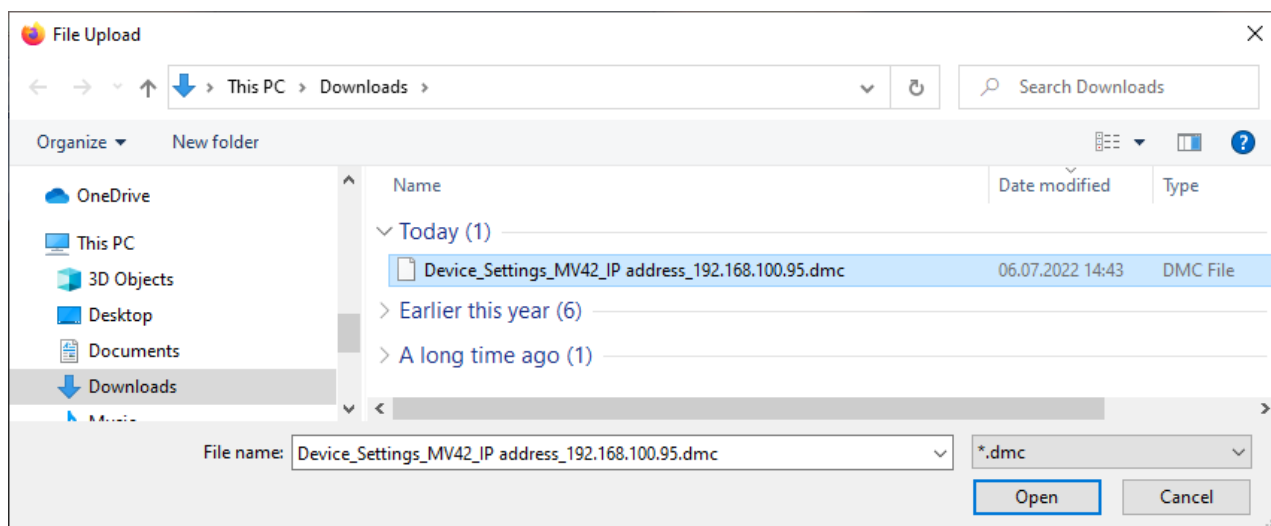 File Upload
This PC > Downloads >
Search Downloads
Organize
New folder
OneDrive
This PC
3D Objects
Desktop
Documents
Downloads
Music
Name
Date modified
Type
Today (1)
Device_Settings_MV42_IP address_192.168.100.95.dmc
06.07.2022 14:43
DMC File
Earlier this year (6)
A long time ago (1)
File name:
Device_Settings_MV42_IP address_192.168.100.95.dmc
*.dmc
Open
Cancel